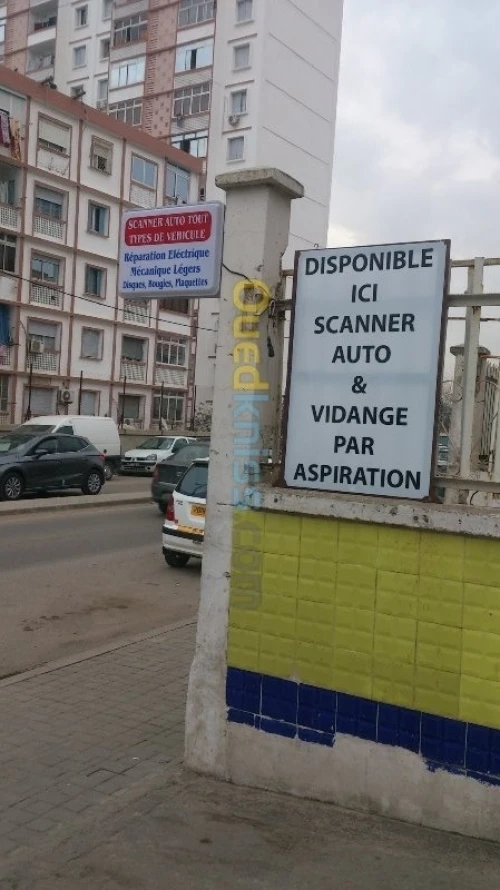 SCANNER AUTO TOUT
TYPES DE VEHICULE
Réparation Eléctrique
Mécanique Légers
Disques, Bougies, Plaquettes
DISPONIBLE
ICI
SCANNER
AUTO
&
VIDANGE
PAR
ASPIRATION
Ouedkniss.com